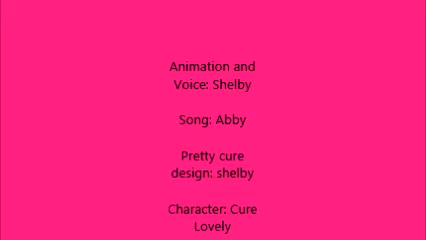 Animation and
Voice: Shelby
Song: Abby
Pretty cure
design: shelby
Character: Cure
Lovely